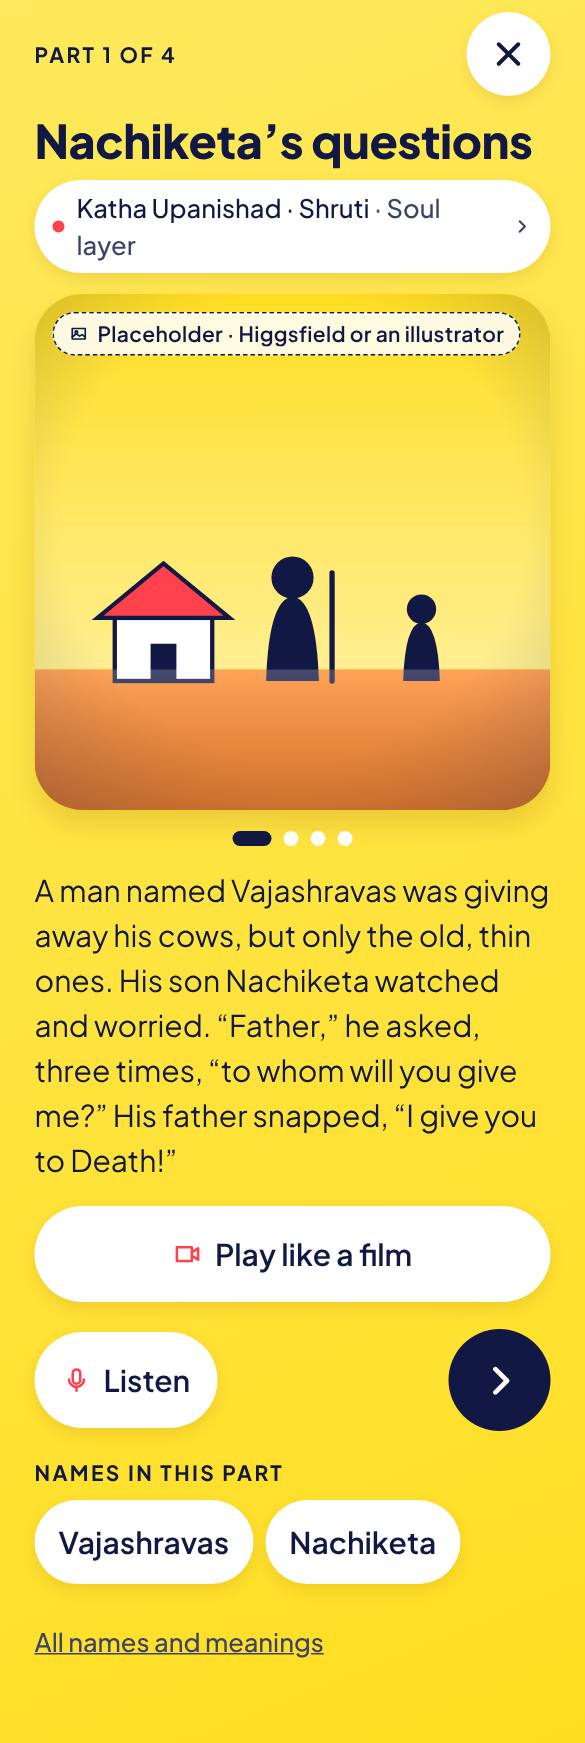 PART 1 OF 4
Nachiketa’s questions
Katha Upanishad · Shruti · Soul
layer
Placeholder · Higgsfield or an illustrator
A man named Vajashravas was giving
away his cows, but only the old, thin
ones. His son Nachiketa watched
and worried. “Father,” he asked,
three times, “to whom will you give
me?” His father snapped, “I give you
to Death!”
Play like a film
Listen
NAMES IN THIS PART
Vajashravas
Nachiketa
All names and meanings